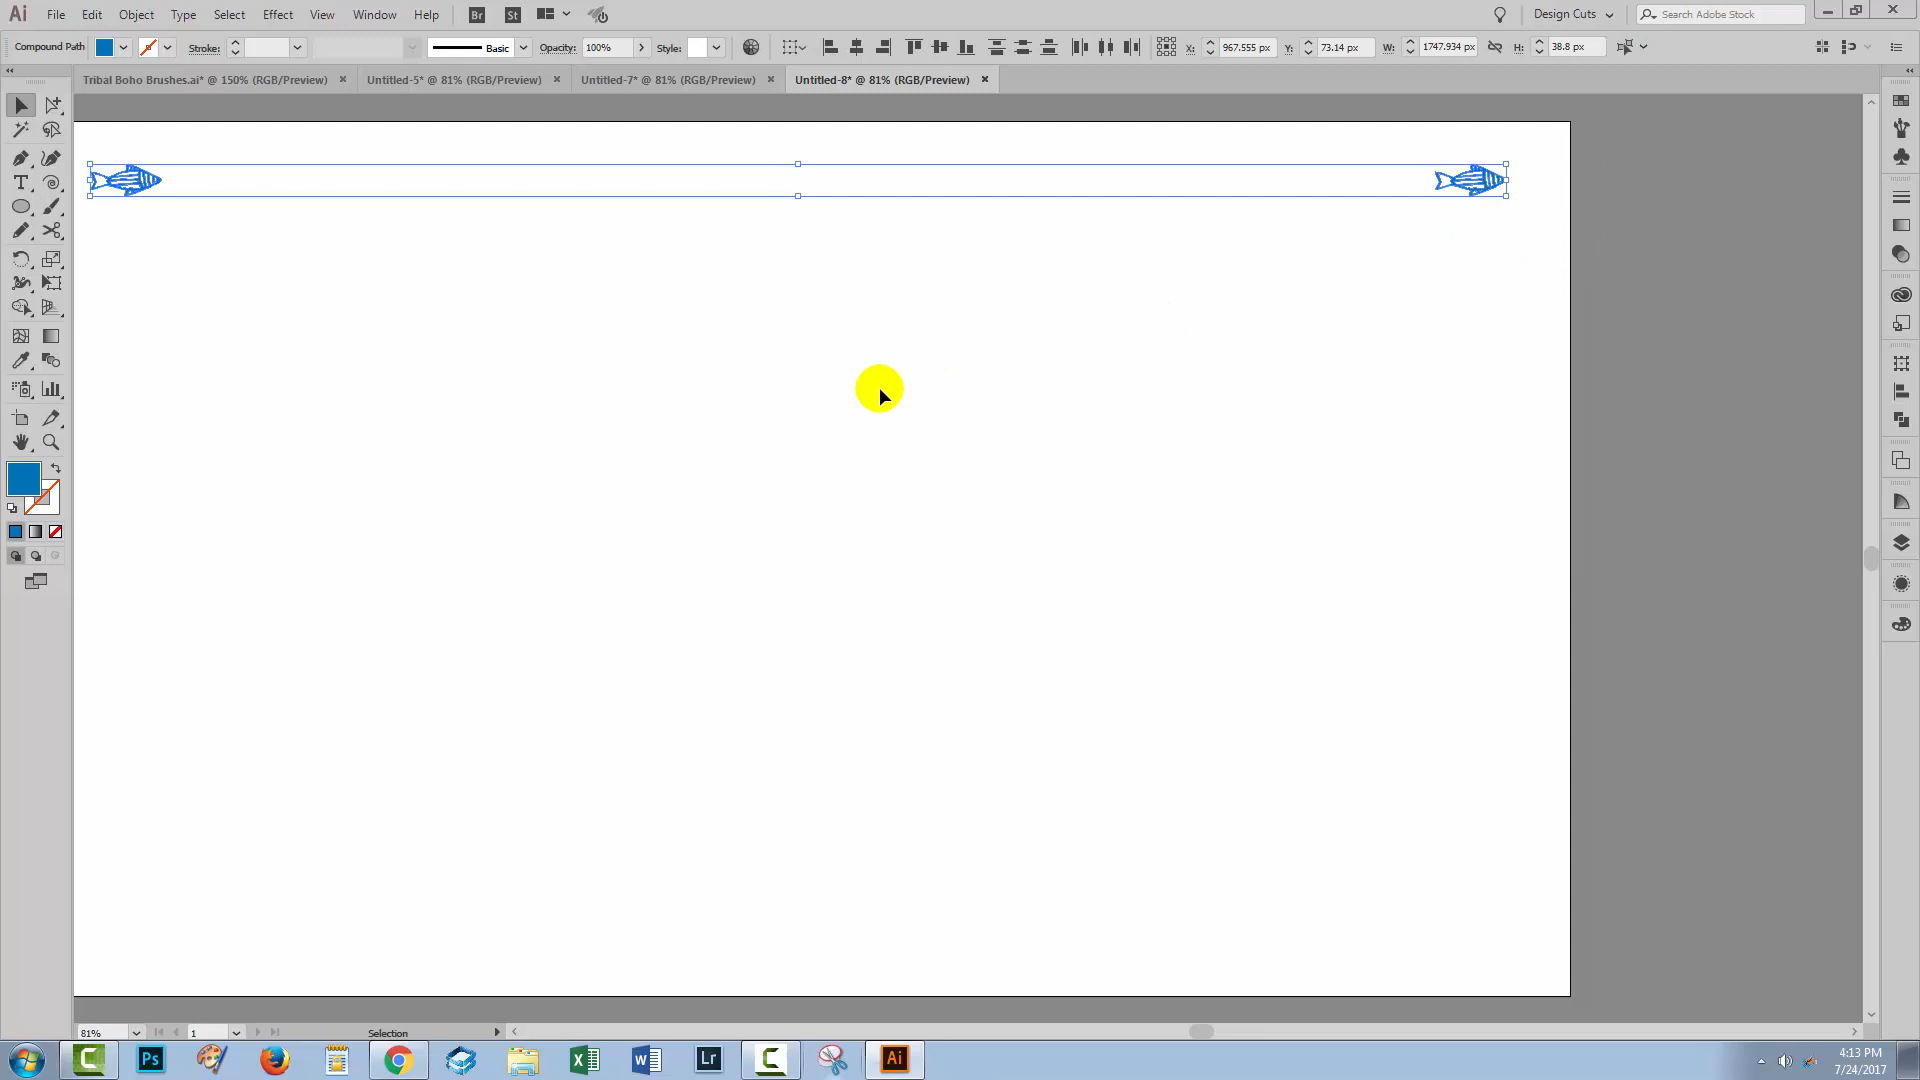 Ai File Edit Object Type Select Effect View Window Help Br St Design Cuts Search Adobe Stock
Compound Path Stroke: Basic Opacity: 100% Style: X: 967.555 px Y: 73.14 px W: 1747.934 px H: 38.8 px
Tribal Boho Brushes.ai* @ 150% (RGB/Preview) Untitled-5* @ 81% (RGB/Preview) Untitled-7* @ 81% (RGB/Preview) Untitled-8* @ 81% (RGB/Preview)
81% 1 Selection
Ps Lr Ai
4:13 PM
7/24/2017